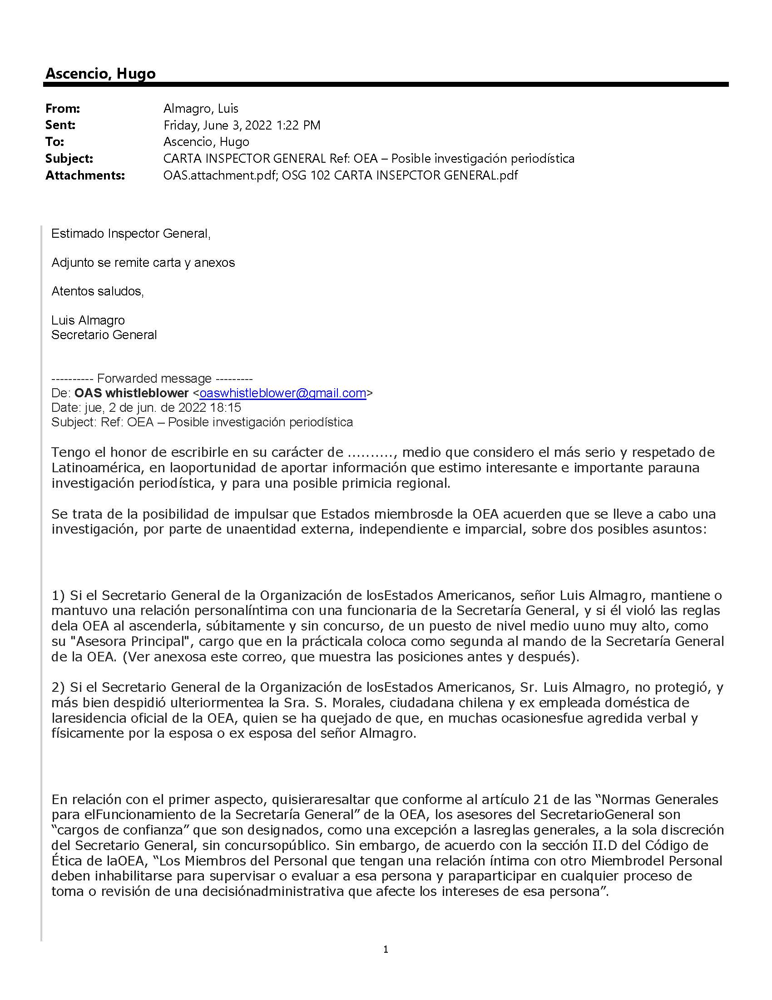 Ascencio, Hugo
From: Almagro, Luis
Sent: Friday, June 3, 2022 1:22 PM
To: Ascencio, Hugo
Subject: CARTA INSPECTOR GENERAL Ref: OEA – Posible investigación periodística
Attachments: OAS.attachment.pdf; OSG 102 CARTA INSEPCTOR GENERAL.pdf
Estimado Inspector General,
Adjunto se remite carta y anexos
Atentos saludos,
Luis Almagro
Secretario General
---------- Forwarded message ---------
De: OAS whistleblower <oaswhistleblower@gmail.com>
Date: jue, 2 de jun. de 2022 18:15
Subject: Ref: OEA – Posible investigación periodística
Tengo el honor de escribirle en su carácter de .........., medio que considero el más serio y respetado de
Latinoamérica, en laoportunidad de aportar información que estimo interesante e importante parauna
investigación periodística, y para una posible primicia regional.
Se trata de la posibilidad de impulsar que Estados miembrosde la OEA acuerden que se lleve a cabo una
investigación, por parte de unaentidad externa, independiente e imparcial, sobre dos posibles asuntos:
1) Si el Secretario General de la Organización de losEstados Americanos, señor Luis Almagro, mantiene o
mantuvo una relación personalíntima con una funcionaria de la Secretaría General, y si él violó las reglas
dela OEA al ascenderla, súbitamente y sin concurso, de un puesto de nivel medio uuno muy alto, como
su "Asesora Principal", cargo que en la prácticala coloca como segunda al mando de la Secretaría General
de la OEA. (Ver anexosa este correo, que muestra las posiciones antes y después).
2) Si el Secretario General de la Organización de losEstados Americanos, Sr. Luis Almagro, no protegió, y
más bien despidió ulteriormentea la Sra. S. Morales, ciudadana chilena y ex empleada doméstica de
laresidencia oficial de la OEA, quien se ha quejado de que, en muchas ocasionesfue agredida verbal y
físicamente por la esposa o ex esposa del señor Almagro.
En relación con el primer aspecto, quisieraresaltar que conforme al artículo 21 de las “Normas Generales
para elFuncionamiento de la Secretaría General” de la OEA, los asesores del SecretarioGeneral son
“cargos de confianza” que son designados, como una excepción a lasreglas generales, a la sola discreción
del Secretario General, sin concursopúblico. Sin embargo, de acuerdo con la sección II.D del Código de
Ética de laOEA, “Los Miembros del Personal que tengan una relación íntima con otro Miembrodel Personal
deben inhabilitarse para supervisar o evaluar a esa persona y paraparticipar en cualquier proceso de
toma o revisión de una decisiónadministrativa que afecte los intereses de esa persona”.
1